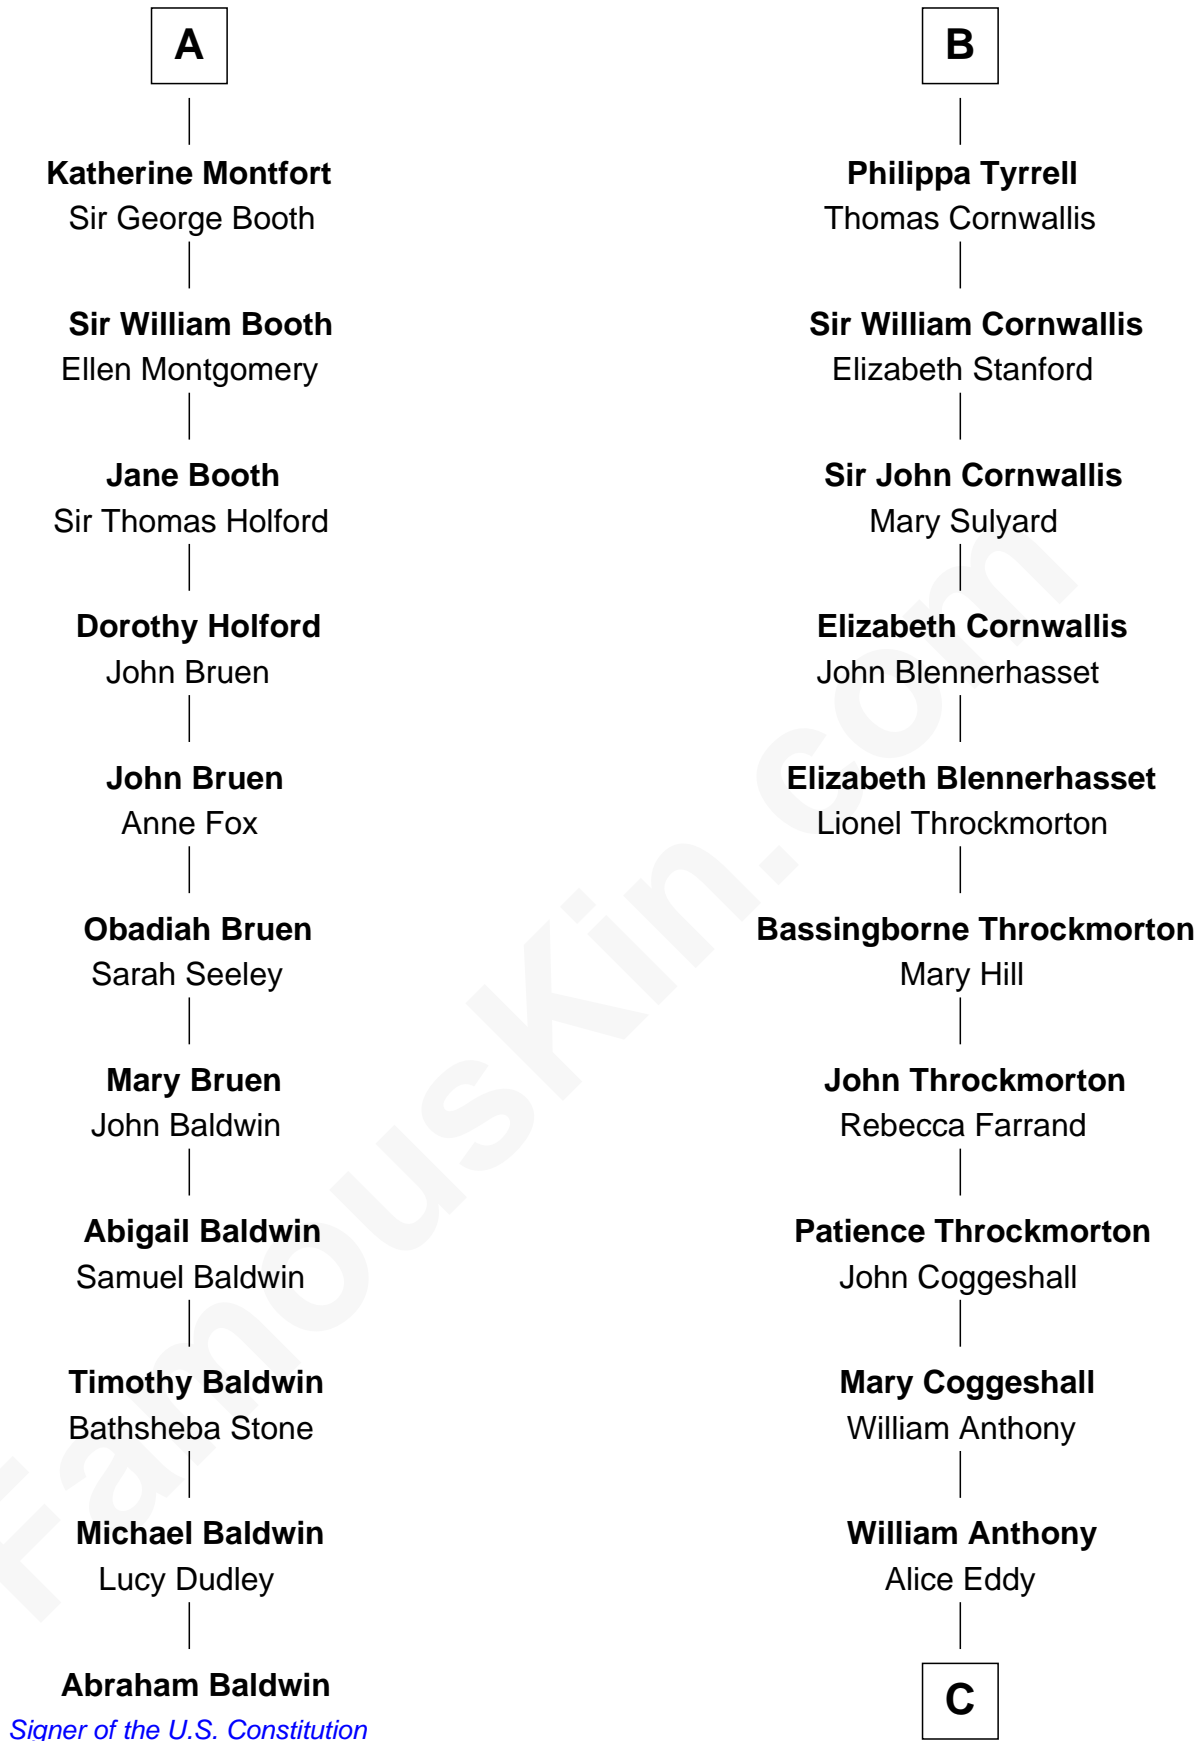 A
Katherine Montfort
Sir George Booth
Sir William Booth
Ellen Montgomery
Jane Booth
Sir Thomas Holford
Dorothy Holford
John Bruen
John Bruen
Anne Fox
Obadiah Bruen
Sarah Seeley
Mary Bruen
John Baldwin
Abigail Baldwin
Samuel Baldwin
Timothy Baldwin
Bathsheba Stone
Michael Baldwin
Lucy Dudley
Abraham Baldwin
Signer of the U.S. Constitution
B
Philippa Tyrrell
Thomas Cornwallis
Sir William Cornwallis
Elizabeth Stanford
Sir John Cornwallis
Mary Sulyard
Elizabeth Cornwallis
John Blennerhasset
Elizabeth Blennerhasset
Lionel Throckmorton
Bassingborne Throckmorton
Mary Hill
John Throckmorton
Rebecca Farrand
Patience Throckmorton
John Coggeshall
Mary Coggeshall
William Anthony
William Anthony
Alice Eddy
C
FamousKin.com